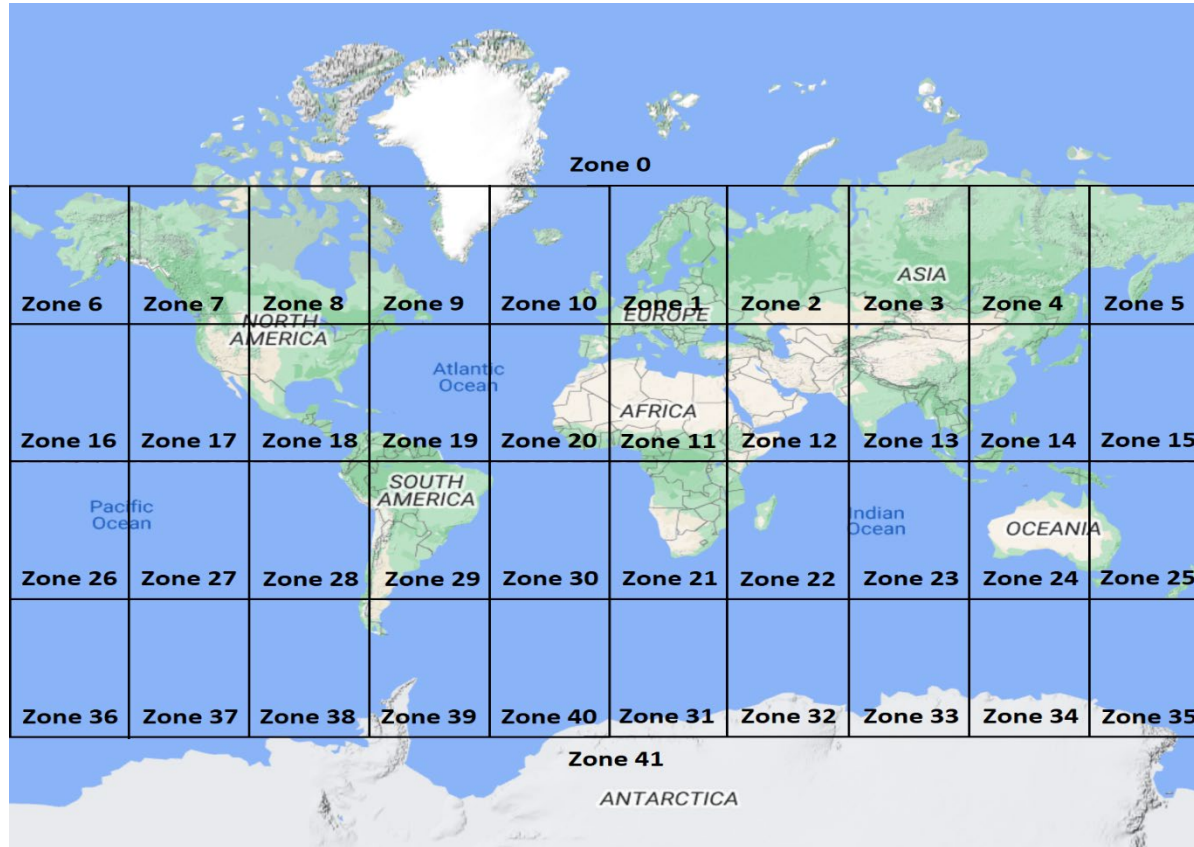 Zone 0
ASIA
Zone 6 Zone 7 Zone 8 Zone 9 Zone 10 Zone 1 Zone 2 Zone 3 Zone 4 Zone 5
NORTH
AMERICA
EUROPE
Atlantic
Ocean
AFRICA
Zone 16 Zone 17 Zone 18 Zone 19 Zone 20 Zone 11 Zone 12 Zone 13 Zone 14 Zone 15
SOUTH
AMERICA
Pacific
Ocean
Indian
Ocean
OCEANIA
Zone 26 Zone 27 Zone 28 Zone 29 Zone 30 Zone 21 Zone 22 Zone 23 Zone 24 Zone 25
Zone 36 Zone 37 Zone 38 Zone 39 Zone 40 Zone 31 Zone 32 Zone 33 Zone 34 Zone 35
Zone 41
ANTARCTICA